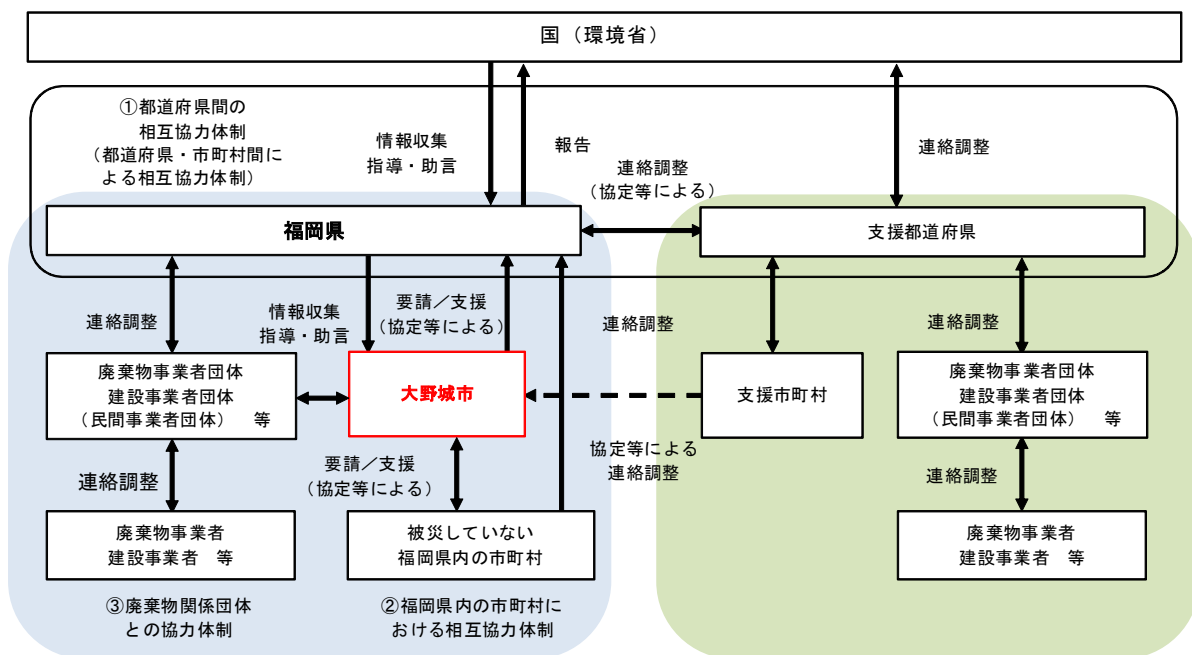 国（環境省）
①都道府県間の
相互協力体制
（都道府県・市町村間に
よる相互協力体制）
情報収集
指導・助言
報告
連絡調整
（協定等による）
連絡調整
福岡県
支援都道府県
連絡調整
情報収集
指導・助言
要請／支援
（協定等による）
連絡調整
連絡調整
廃棄物事業者団体
建設事業者団体
（民間事業者団体）　等
大野城市
支援市町村
廃棄物事業者団体
建設事業者団体
（民間事業者団体）　等
連絡調整
要請／支援
（協定等による）
協定等による
連絡調整
連絡調整
廃棄物事業者
建設事業者　等
被災していない
福岡県内の市町村
廃棄物事業者
建設事業者　等
③廃棄物関係団体
との協力体制
②福岡県内の市町村に
おける相互協力体制